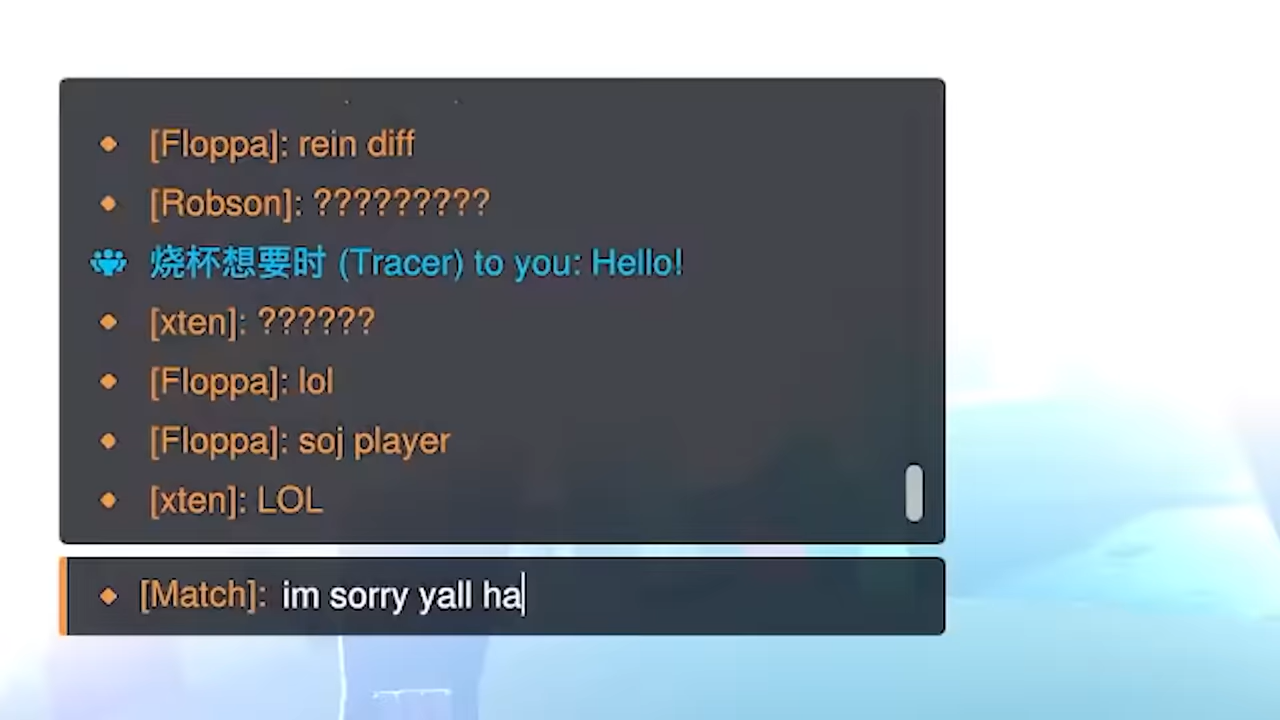 [Floppa]: rein diff
[Robson]: ?????????
烧杯想要时 (Tracer) to you: Hello!
[xten]: ??????
[Floppa]: lol
[Floppa]: soj player
[xten]: LOL
[Match]: im sorry yall ha